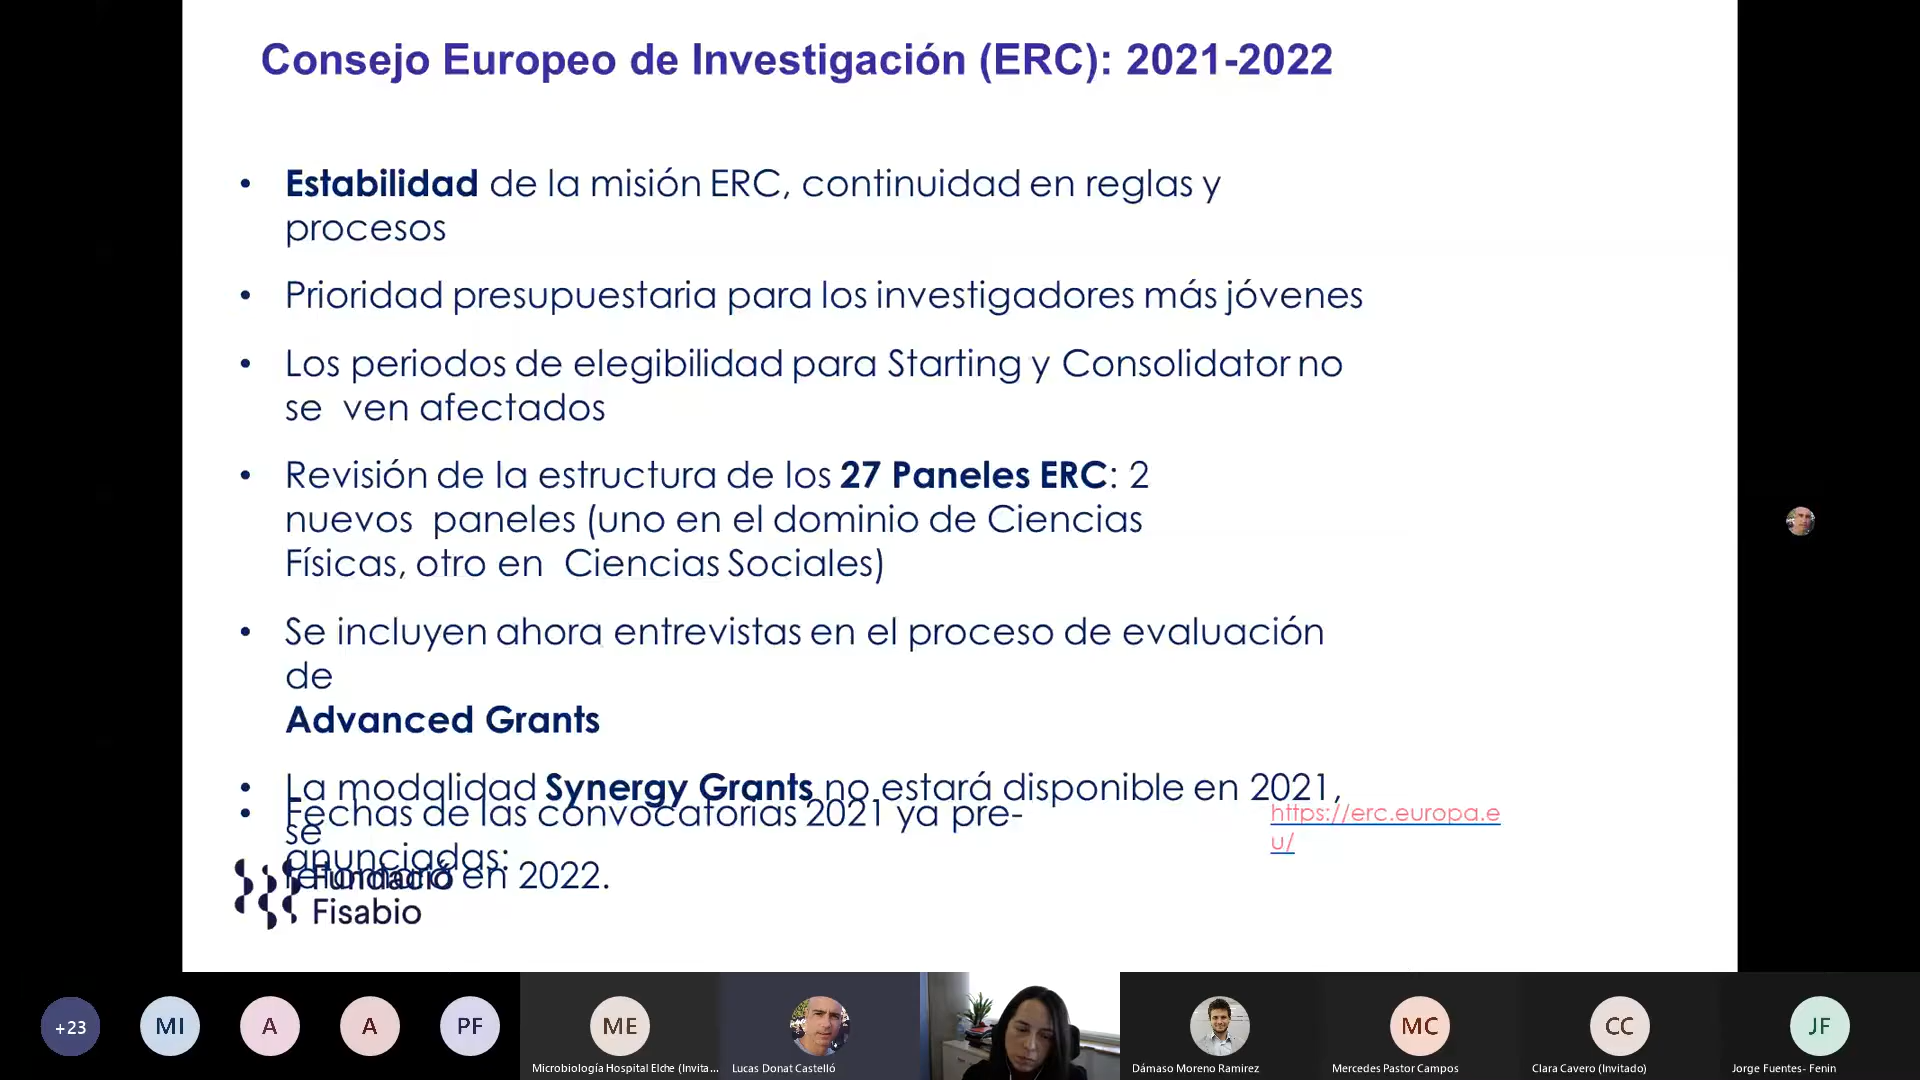 Consejo Europeo de Investigación (ERC): 2021-2022
• Estabilidad de la misión ERC, continuidad en reglas y
procesos
• Prioridad presupuestaria para los investigadores más jóvenes
• Los periodos de elegibilidad para Starting y Consolidator no
se ven afectados
• Revisión de la estructura de los 27 Paneles ERC: 2
nuevos paneles (uno en el dominio de Ciencias
Físicas, otro en Ciencias Sociales)
• Se incluyen ahora entrevistas en el proceso de evaluación
de
Advanced Grants
• La modalidad Synergy Grants no estará disponible en 2021,
se
en 2022.
• Fechas de las convocatorias 2021 ya pre-
anunciadas:
https://erc.europa.e
u/
Fundació
Fisabio
+23
MI
A
A
PF
ME
Microbiología Hospital Elche (Invita...
Lucas Donat Castelló
Dámaso Moreno Ramirez
MC
Mercedes Pastor Campos
CC
Clara Cavero (Invitado)
JF
Jorge Fuentes- Fenin